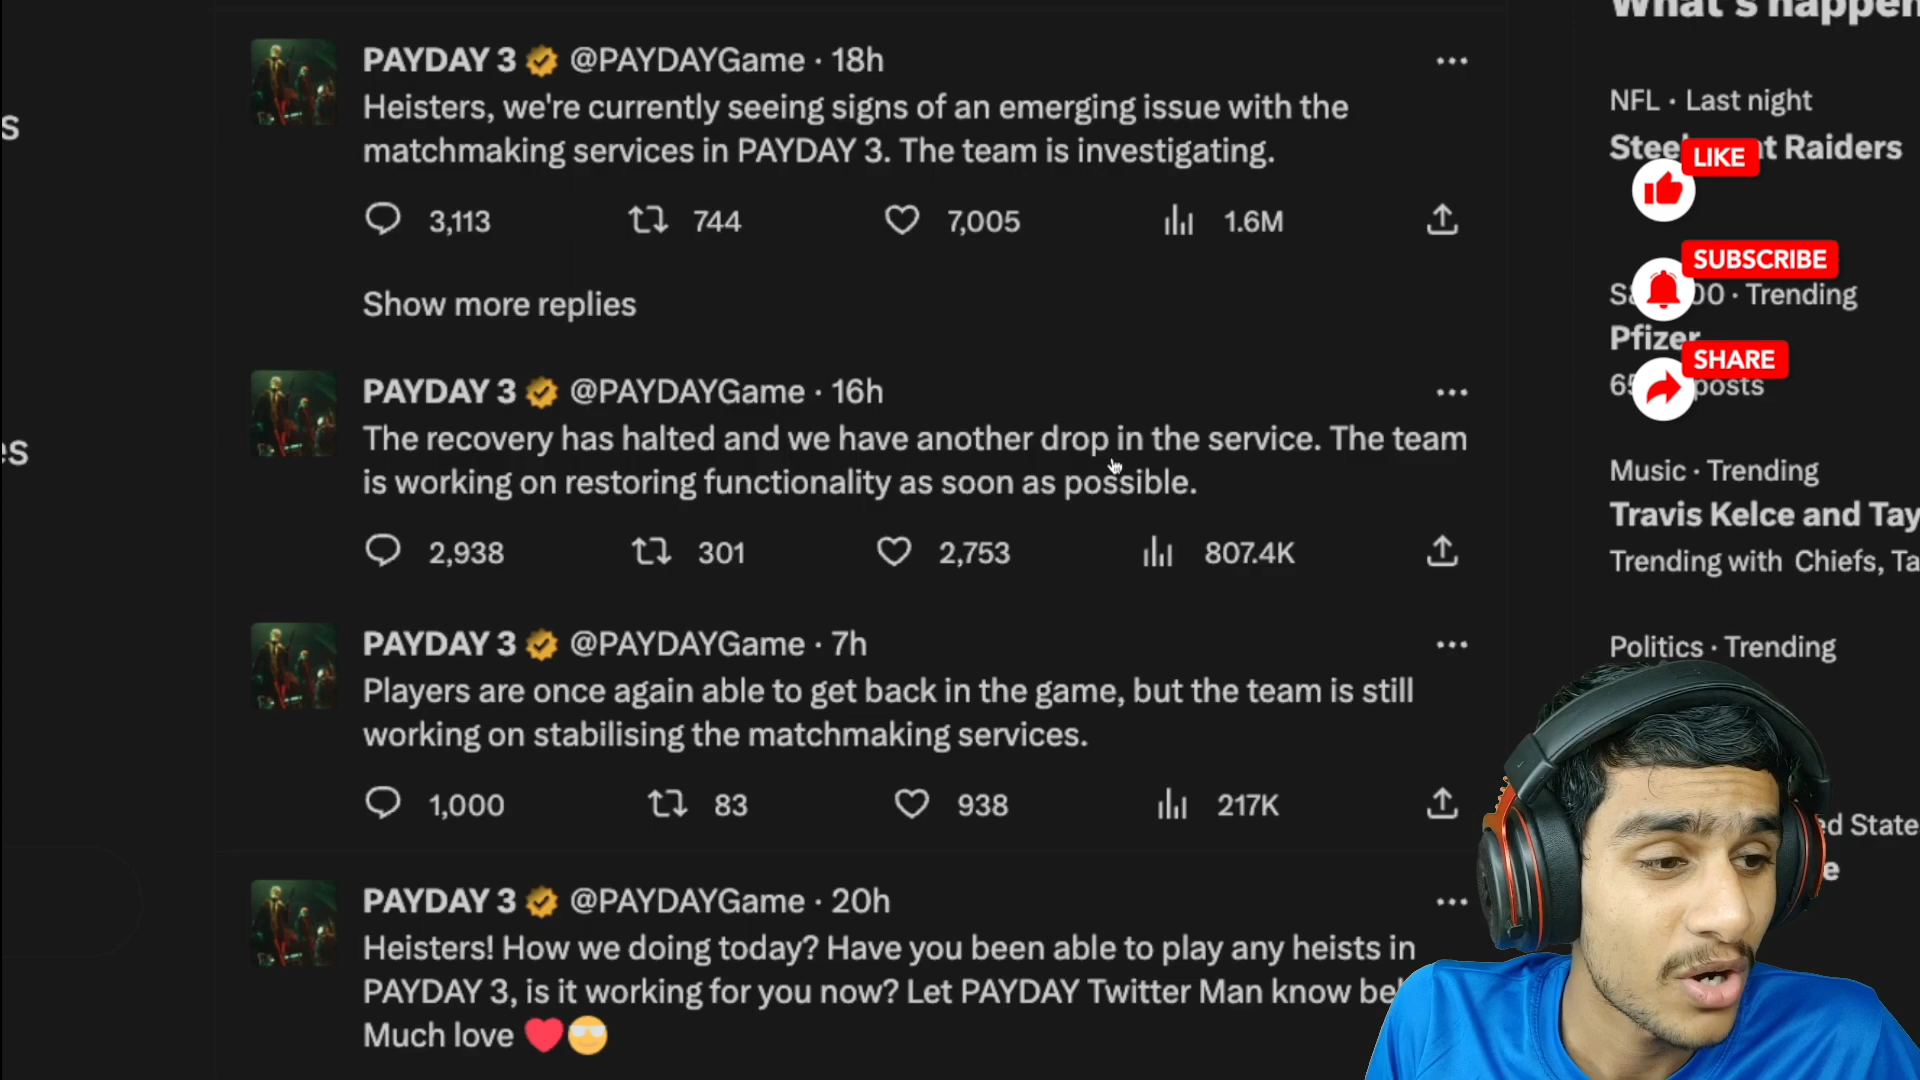 What's happen
PAYDAY 3 @PAYDAYGame · 18h
Heisters, we're currently seeing signs of an emerging issue with the
matchmaking services in PAYDAY 3. The team is investigating.
3,113 744 7,005 1.6M
Show more replies
PAYDAY 3 @PAYDAYGame · 16h
The recovery has halted and we have another drop in the service. The team
is working on restoring functionality as soon as possible.
2,938 301 2,753 807.4K
PAYDAY 3 @PAYDAYGame · 7h
Players are once again able to get back in the game, but the team is still
working on stabilising the matchmaking services.
1,000 83 938 217K
PAYDAY 3 @PAYDAYGame · 20h
Heisters! How we doing today? Have you been able to play any heists in
PAYDAY 3, is it working for you now? Let PAYDAY Twitter Man know be
Much love
NFL · Last night
Raiders
LIKE
SUBSCRIBE
· Trending
Pfizer
SHARE
posts
Music · Trending
Travis Kelce and Tay
Trending with Chiefs, Ta
Politics · Trending
d State